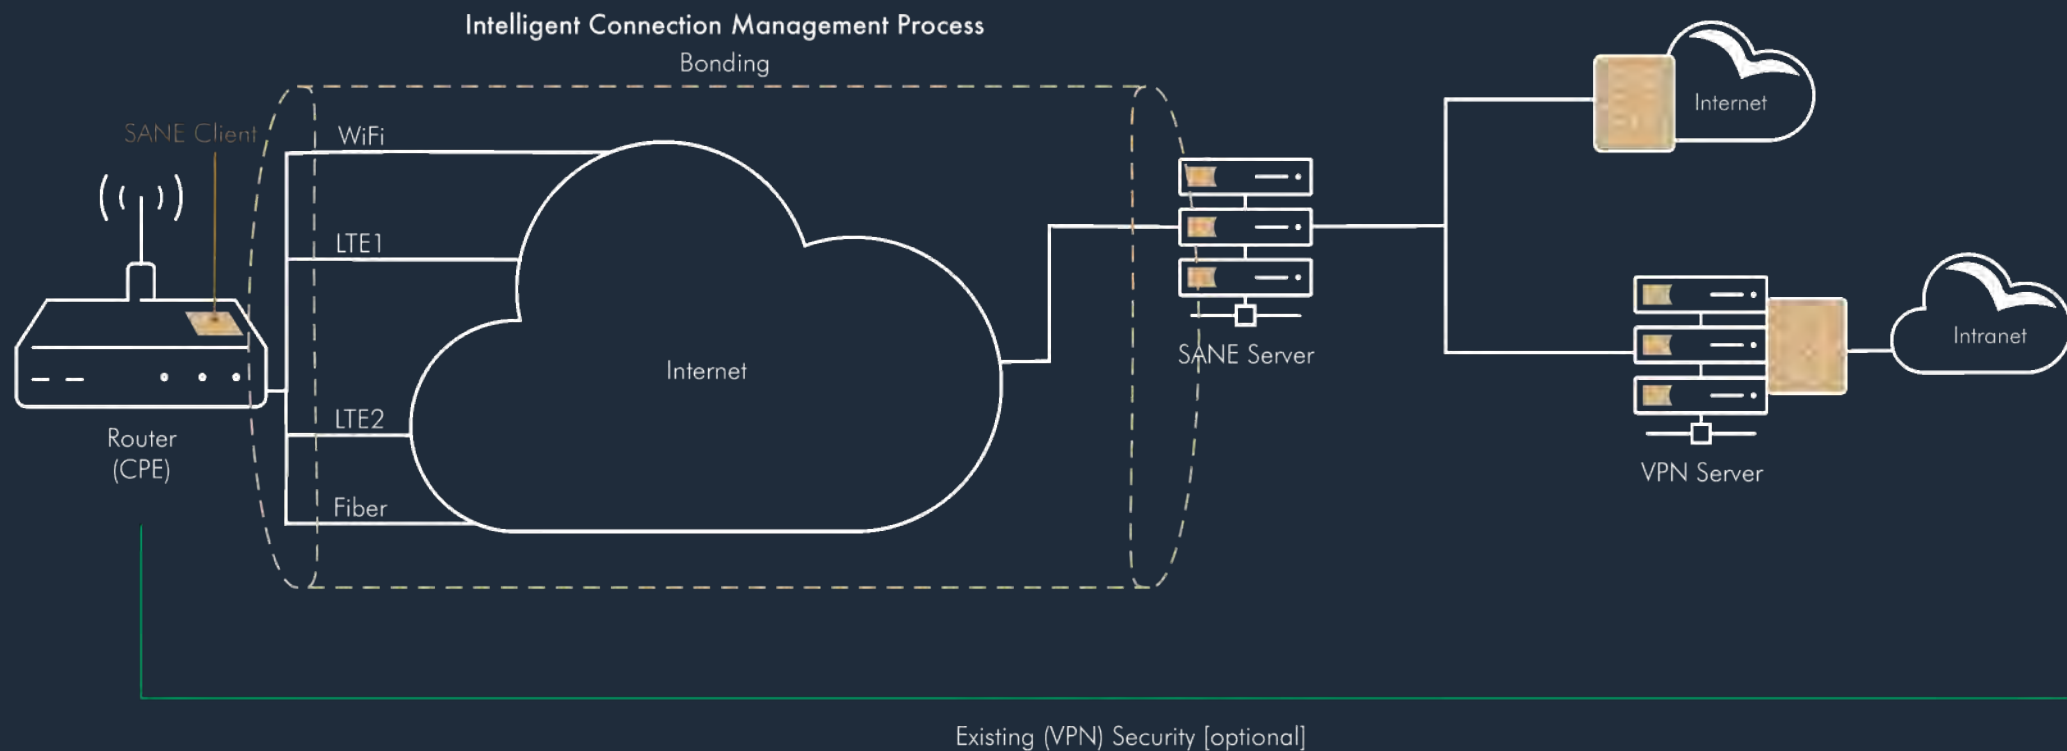 Intelligent Connection Management Process
Bonding
SANE Client
WiFi
LTE1
LTE2
Fiber
Internet
Router
(CPE)
SANE Server
Internet
VPN Server
Intranet
Existing (VPN) Security [optional]